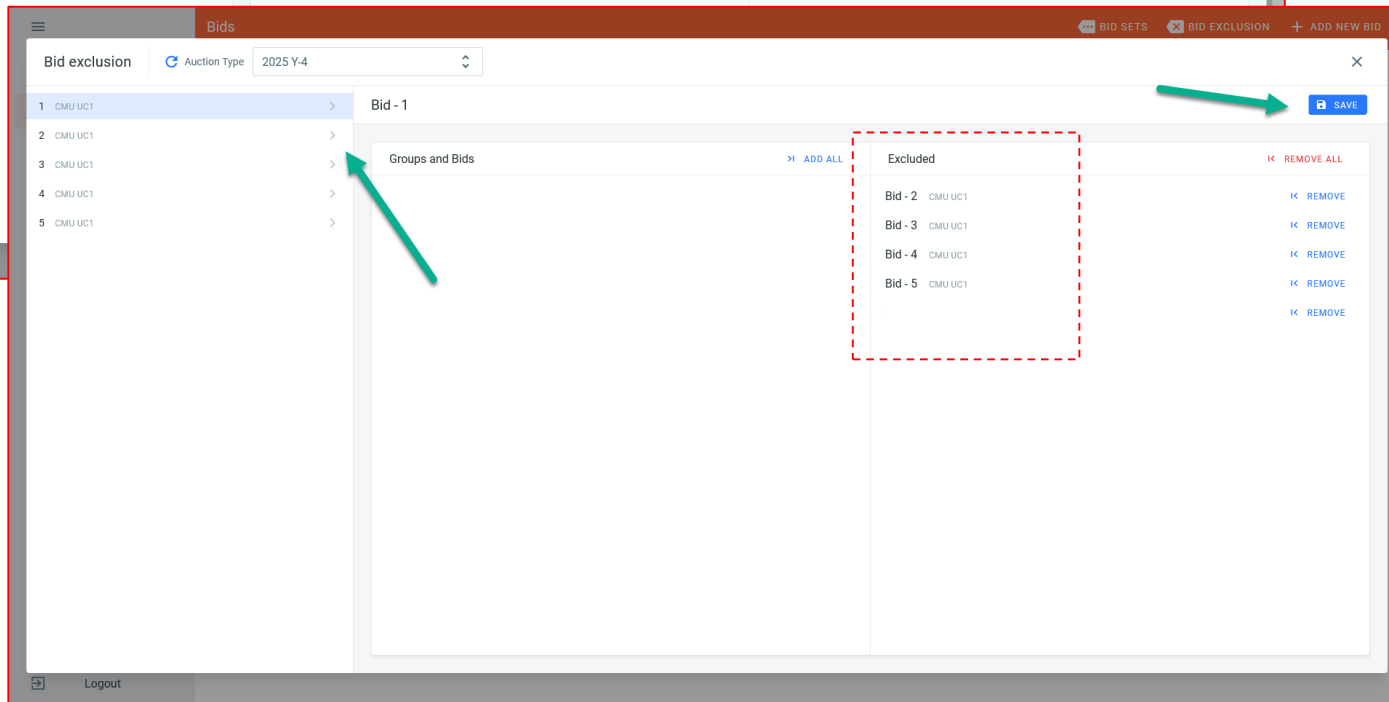 Bids
BID SETS
BID EXCLUSION
ADD NEW BID
Bid exclusion
Auction Type
2025 Y-4
1 CMU UC1
2 CMU UC1
3 CMU UC1
4 CMU UC1
5 CMU UC1
Bid - 1
SAVE
Groups and Bids
ADD ALL
Excluded
REMOVE ALL
Bid - 2 CMU UC1 REMOVE
Bid - 3 CMU UC1 REMOVE
Bid - 4 CMU UC1 REMOVE
Bid - 5 CMU UC1 REMOVE
REMOVE
Logout